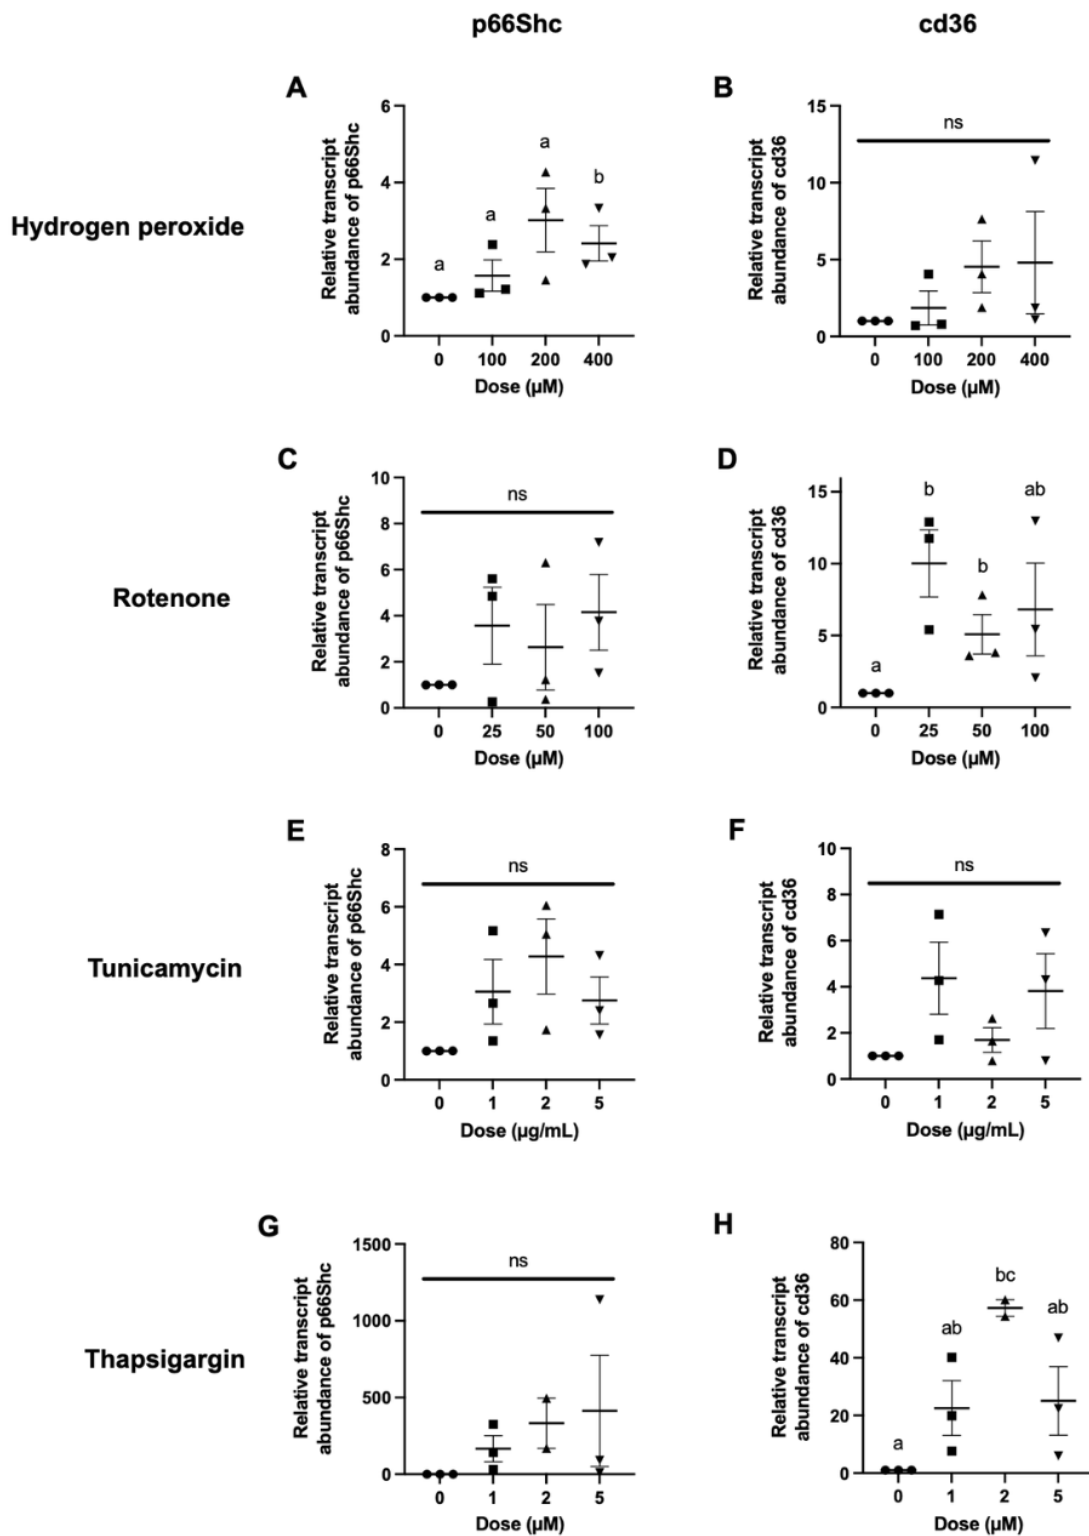 p66Shc
cd36
Hydrogen peroxide
A
Relative transcript
abundance of p66Shc
6
4
2
0
a
a
a
b
0 100 200 400
Dose (µM)
B
Relative transcript
abundance of cd36
15
10
5
0
ns
0 100 200 400
Dose (µM)
Rotenone
C
Relative transcript
abundance of p66Shc
10
8
6
4
2
0
ns
0 25 50 100
Dose (µM)
D
Relative transcript
abundance of cd36
15
10
5
0
a
b
b
ab
0 25 50 100
Dose (µM)
Tunicamycin
E
Relative transcript
abundance of p66Shc
8
6
4
2
0
ns
0 1 2 5
Dose (µg/mL)
F
Relative transcript
abundance of cd36
10
8
6
4
2
0
ns
0 1 2 5
Dose (µg/mL)
Thapsigargin
G
Relative transcript
abundance of p66Shc
1500
1000
500
0
ns
0 1 2 5
Dose (µM)
H
Relative transcript
abundance of cd36
80
60
40
20
0
a
ab
bc
ab
0 1 2 5
Dose (µM)